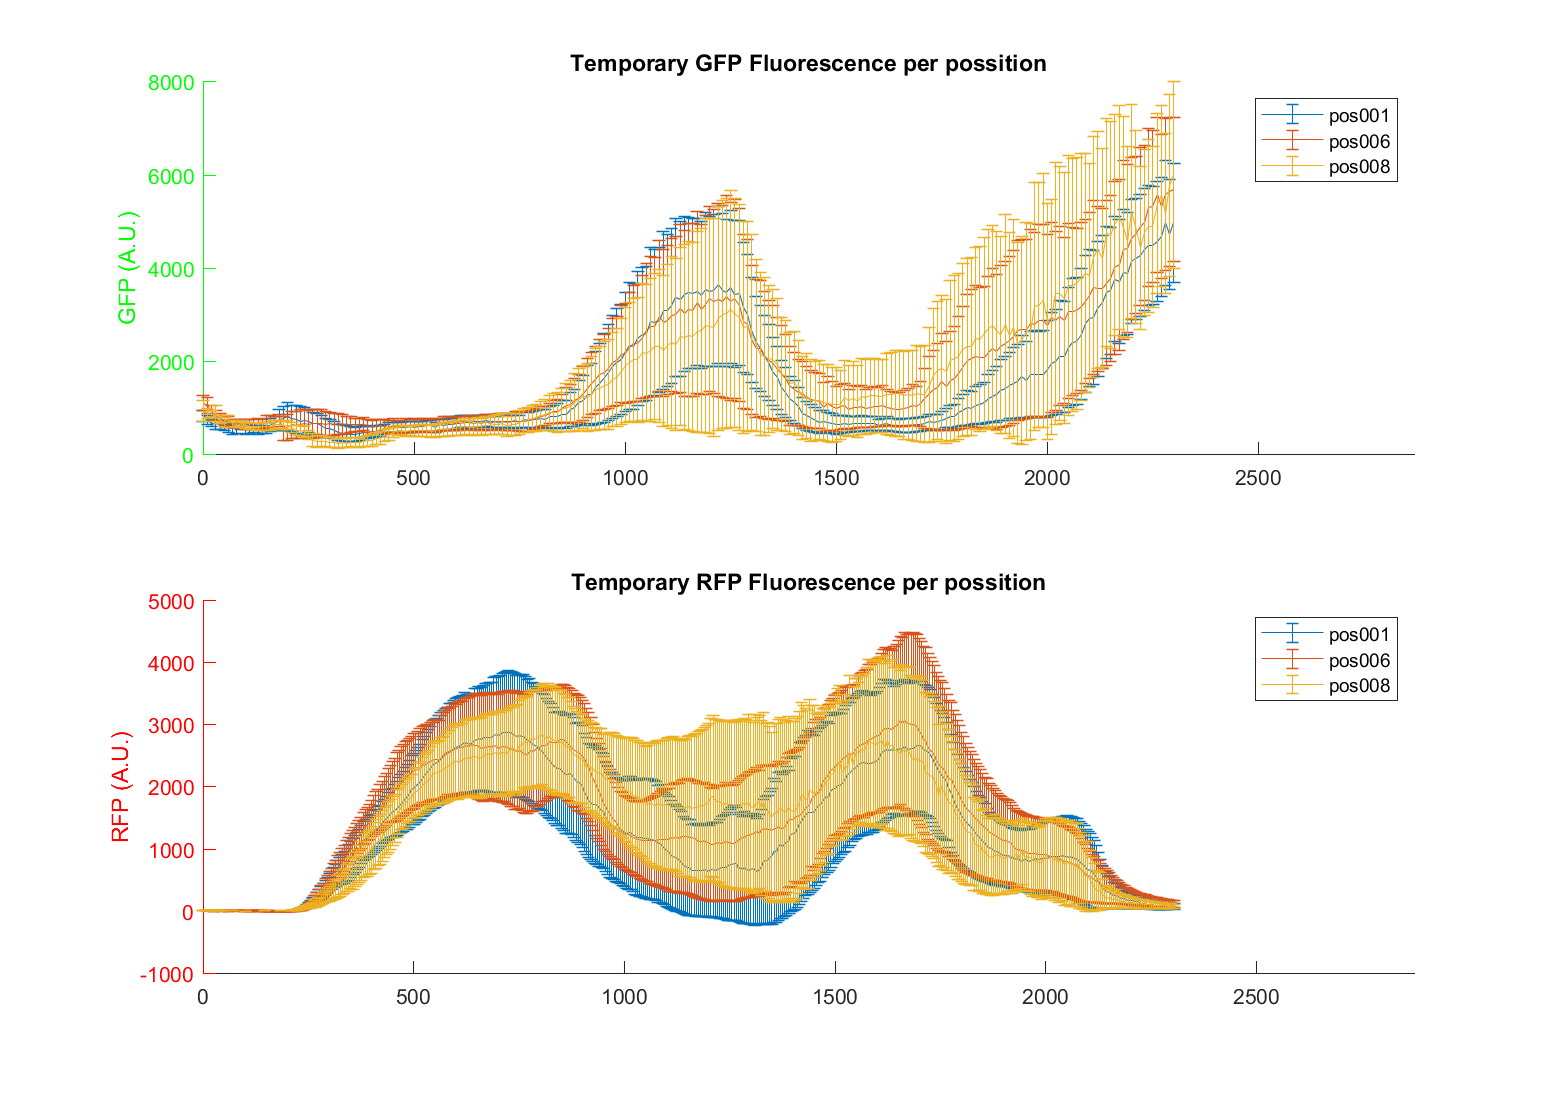 Temporary GFP Fluorescence per possition
8000
6000
4000
2000
0
GFP (A.U.)
0 500 1000 1500 2000 2500
pos001
pos006
pos008
Temporary RFP Fluorescence per possition
5000
4000
3000
2000
1000
0
-1000
RFP (A.U.)
0 500 1000 1500 2000 2500
pos001
pos006
pos008